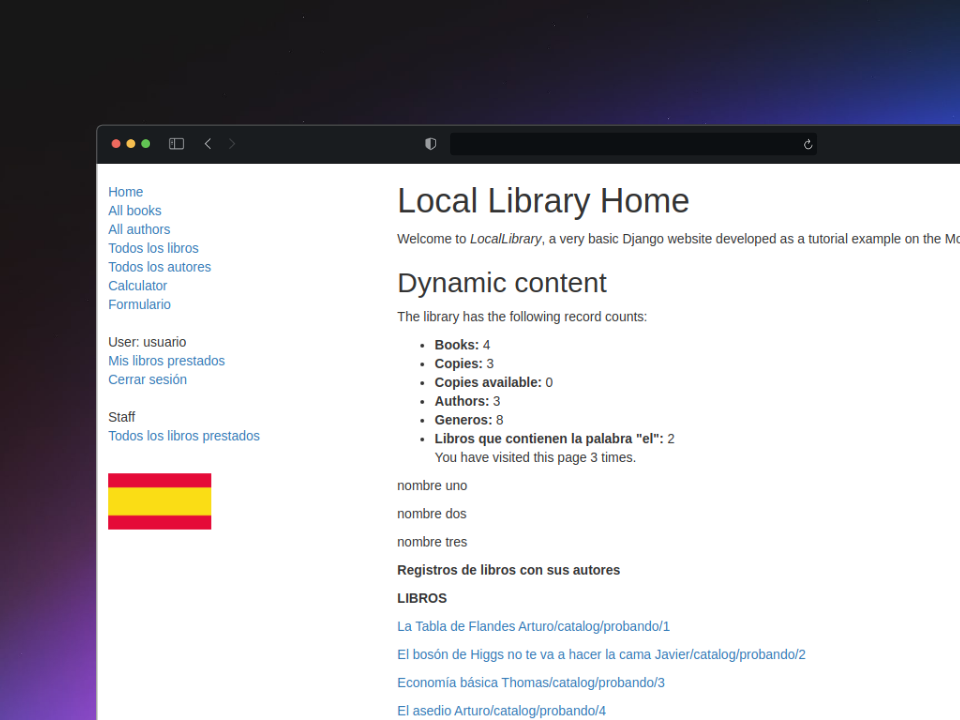 Home
All books
All authors
Todos los libros
Todos los autores
Calculator
Formulario
User: usuario
Mis libros prestados
Cerrar sesión
Staff
Todos los libros prestados
Local Library Home
Welcome to LocalLibrary, a very basic Django website developed as a tutorial example on the
Dynamic content
The library has the following record counts:
Books: 4
Copies: 3
Copies available: 0
Authors: 3
Generos: 8
Libros que contienen la palabra "el": 2
You have visited this page 3 times.
nombre uno
nombre dos
nombre tres
Registros de libros con sus autores
LIBROS
La Tabla de Flandes Arturo/catalog/probando/1
El bosón de Higgs no te va a hacer la cama Javier/catalog/probando/2
Economía básica Thomas/catalog/probando/3
El asedio Arturo/catalog/probando/4